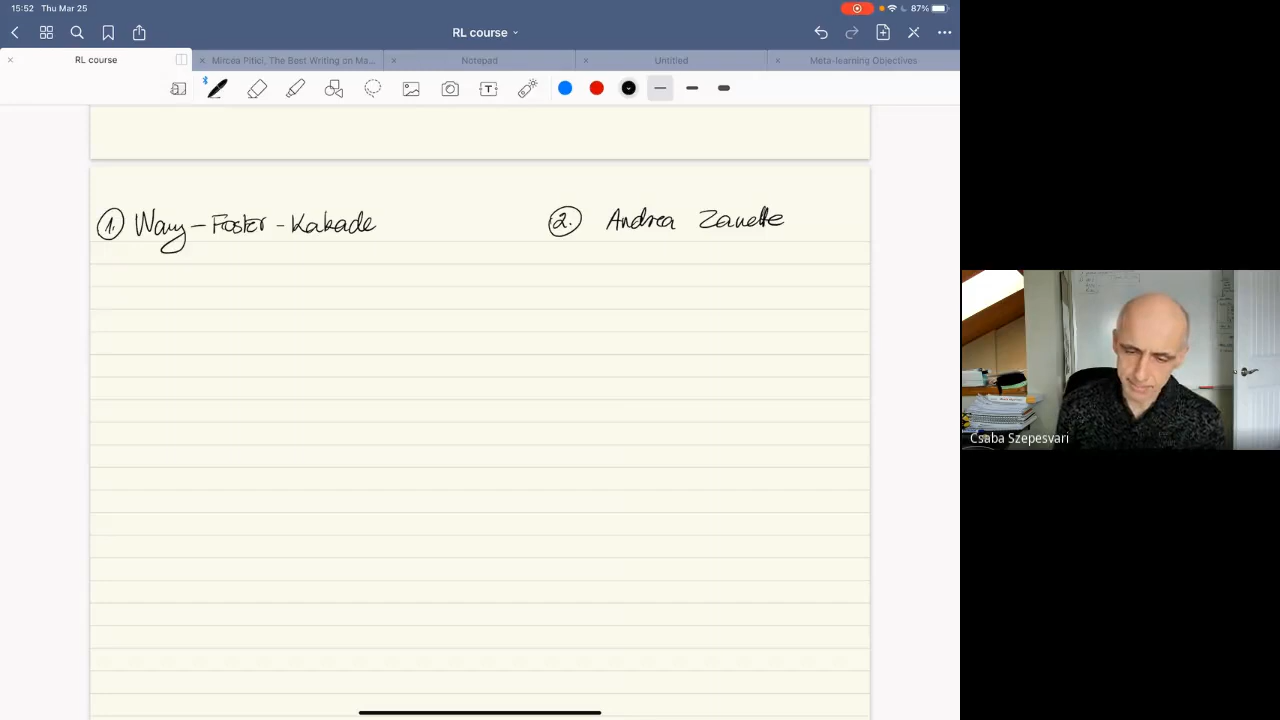 15:52 Thu Mar 25
87%
RL course
RL course
Mircea Pitici, The Best Writing on Ma...
Notepad
Untitled
Meta-learning Objectives
T
① Wang - Foster - Kakade
② Andrea Zanette
Csaba Szepesvari